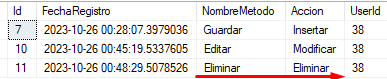 Id FechaRegistro NombreMetodo Accion UserId
7 2023-10-26 00:28:07.3979036 Guardar Insertar 38
10 2023-10-26 00:45:19.5337605 Editar Modificar 38
11 2023-10-26 00:48:29.5078526 Eliminar Eliminar 38